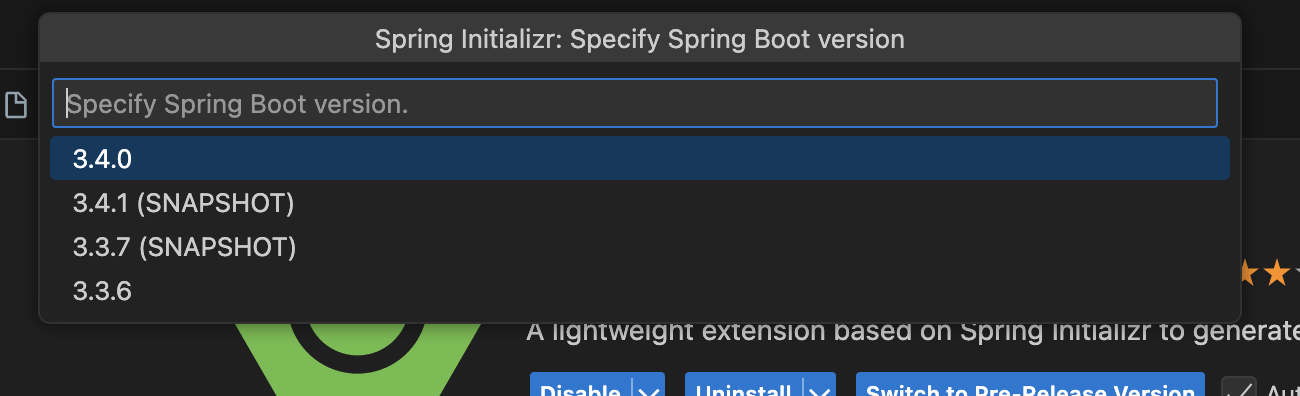 Spring Initializr: Specify Spring Boot version
Specify Spring Boot version.
3.4.0
3.4.1 (SNAPSHOT)
3.3.7 (SNAPSHOT)
3.3.6
A lightweight extension based on Spring Initializr to generate
Disable Uninstall Switch to Pre-Release Version